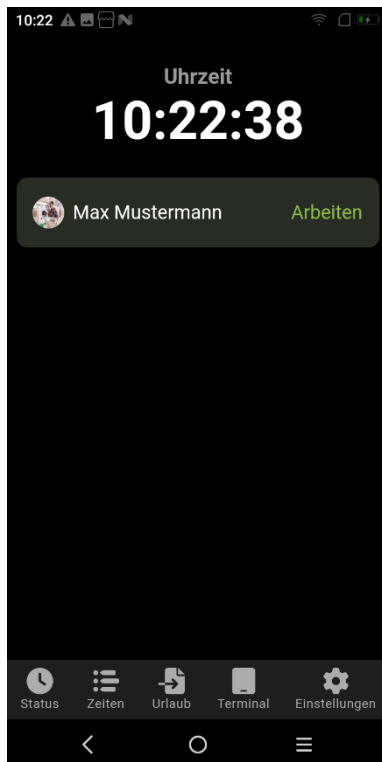 10:22
Uhrzeit
10:22:38
Max Mustermann Arbeiten
Status Zeiten Urlaub Terminal Einstellungen